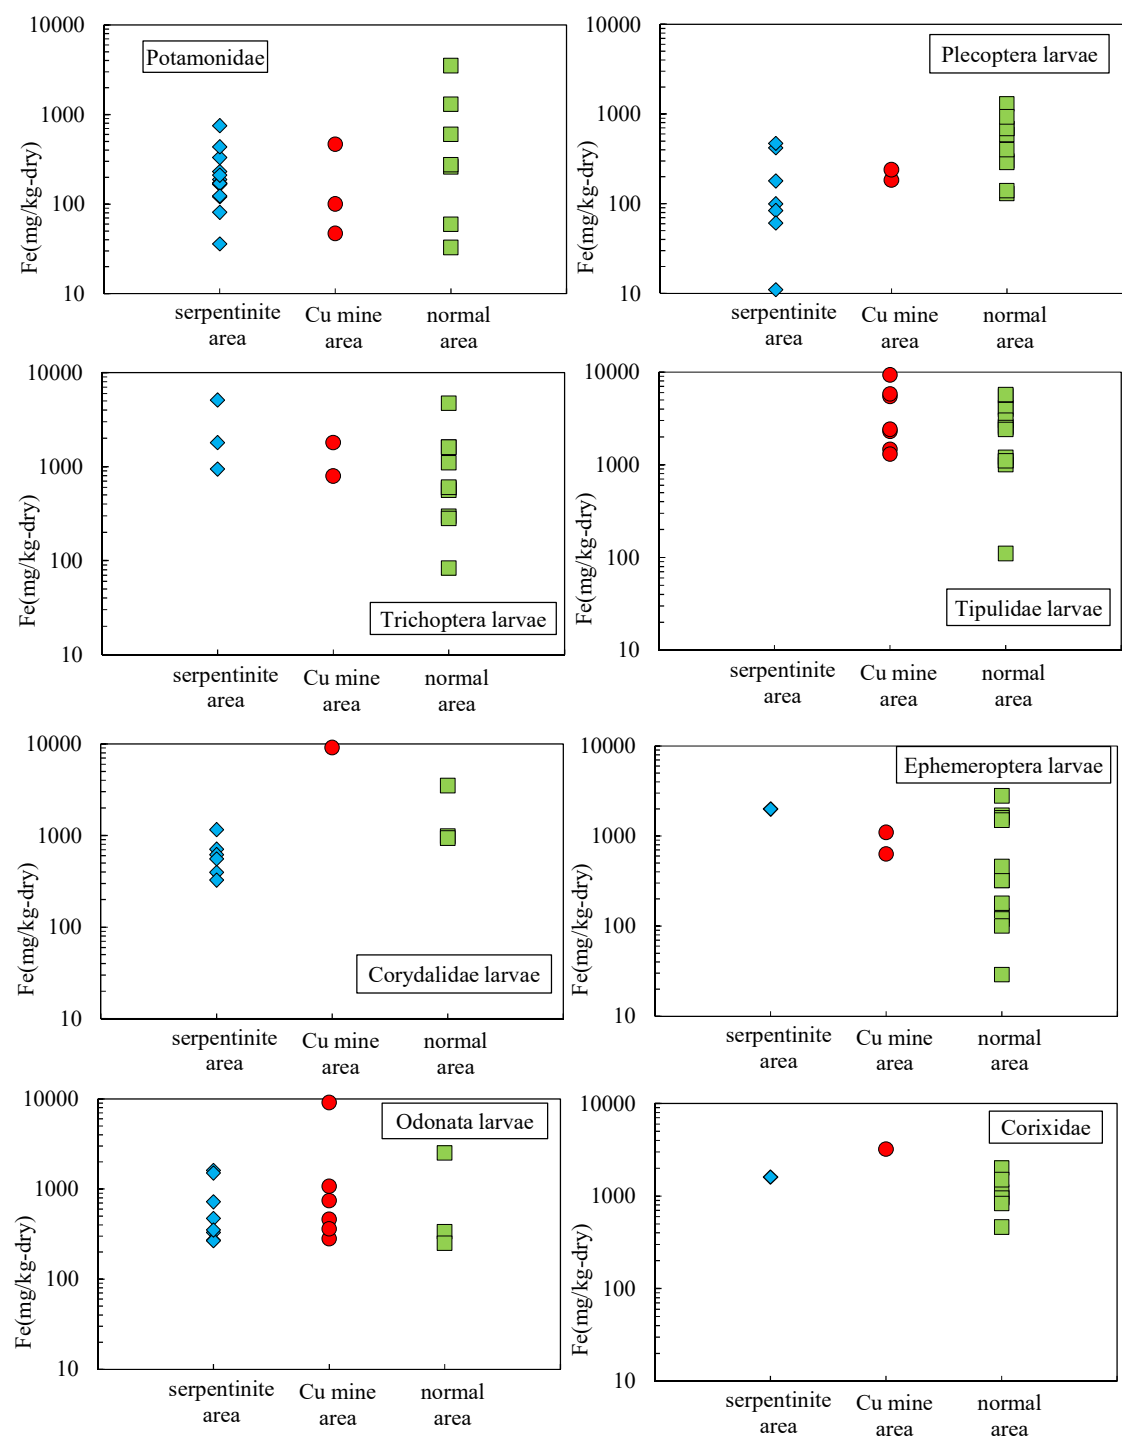 Potamonidae
Fe(mg/kg-dry)
10000
1000
100
10
serpentinite
area
Cu mine
area
normal
area
Plecoptera larvae
Fe(mg/kg-dry)
10000
1000
100
10
serpentinite
area
Cu mine
area
normal
area
Trichoptera larvae
Fe(mg/kg-dry)
10000
1000
100
10
serpentinite
area
Cu mine
area
normal
area
Tipulidae larvae
Fe(mg/kg-dry)
10000
1000
100
10
serpentinite
area
Cu mine
area
normal
area
Corydalidae larvae
Fe(mg/kg-dry)
10000
1000
100
10
serpentinite
area
Cu mine
area
normal
area
Ephemeroptera larvae
Fe(mg/kg-dry)
10000
1000
100
10
serpentinite
area
Cu mine
area
normal
area
Odonata larvae
Fe(mg/kg-dry)
10000
1000
100
10
serpentinite
area
Cu mine
area
normal
area
Corixidae
Fe(mg/kg-dry)
10000
1000
100
10
serpentinite
area
Cu mine
area
normal
area